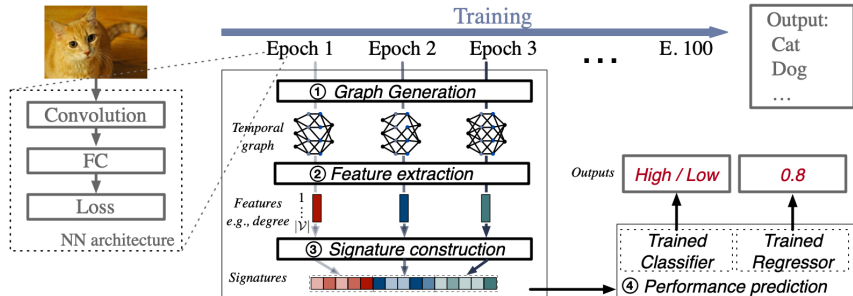 Training
Epoch 1
Epoch 2
Epoch 3
...
E. 100
Output:
Cat
Dog
...
Convolution
FC
Loss
NN architecture
① Graph Generation
Temporal
graph
② Feature extraction
Features
e.g., degree
1
⋮
|𝒱|
③ Signature construction
Signatures
Outputs
High / Low
0.8
Trained
Classifier
Trained
Regressor
④ Performance prediction